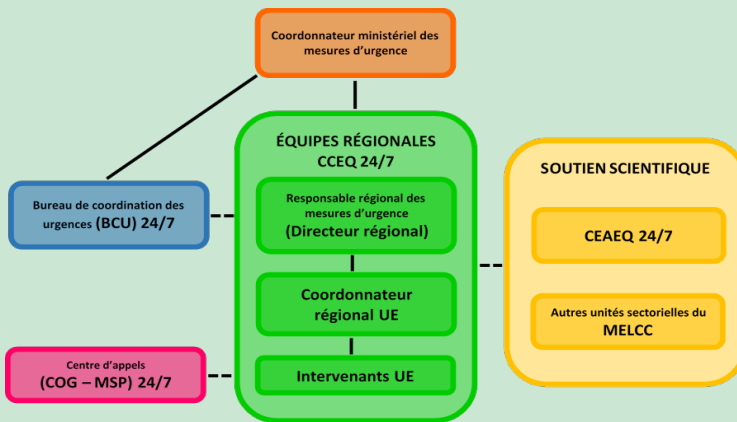 Coordonnateur ministériel des
mesures d'urgence
ÉQUIPES RÉGIONALES
CCEQ 24/7
Responsable régional des
mesures d'urgence
(Directeur régional)
Coordonnateur
régional UE
Intervenants UE
Bureau de coordination des
urgences (BCU) 24/7
Centre d'appels
(COG – MSP) 24/7
SOUTIEN SCIENTIFIQUE
CEAEQ 24/7
Autres unités sectorielles du
MELCC